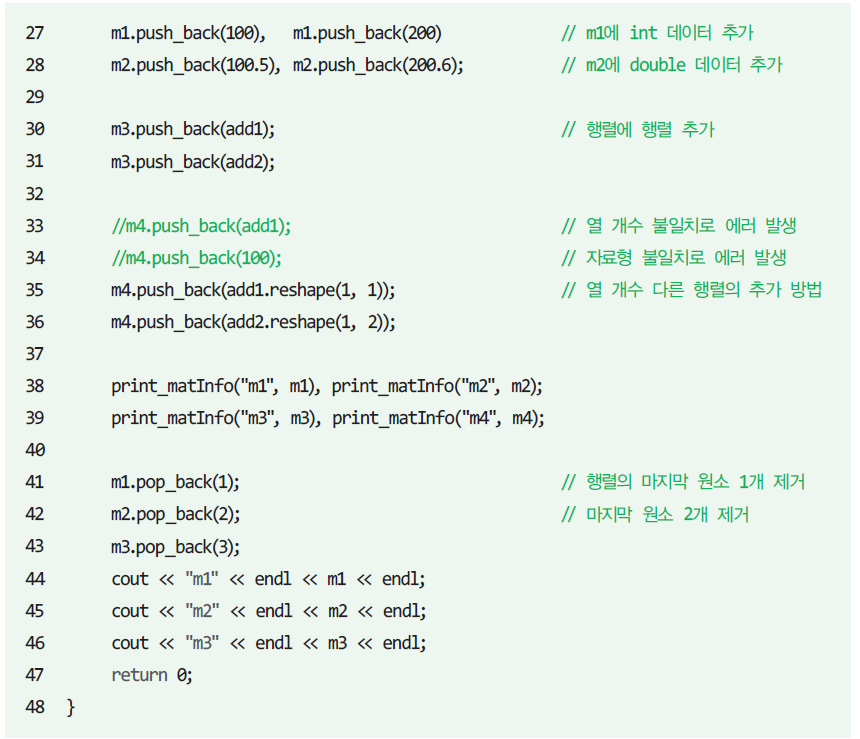 27 m1.push_back(100), m1.push_back(200) // m1에 int 데이터 추가
28 m2.push_back(100.5), m2.push_back(200.6); // m2에 double 데이터 추가
29
30 m3.push_back(add1); // 행렬에 행렬 추가
31 m3.push_back(add2);
32
33 //m4.push_back(add1); // 열 개수 불일치로 에러 발생
34 //m4.push_back(100); // 자료형 불일치로 에러 발생
35 m4.push_back(add1.reshape(1, 1)); // 열 개수 다른 행렬의 추가 방법
36 m4.push_back(add2.reshape(1, 2));
37
38 print_matInfo("m1", m1), print_matInfo("m2", m2);
39 print_matInfo("m3", m3), print_matInfo("m4", m4);
40
41 m1.pop_back(1); // 행렬의 마지막 원소 1개 제거
42 m2.pop_back(2); // 마지막 원소 2개 제거
43 m3.pop_back(3);
44 cout << "m1" << endl << m1 << endl;
45 cout << "m2" << endl << m2 << endl;
46 cout << "m3" << endl << m3 << endl;
47 return 0;
48 }